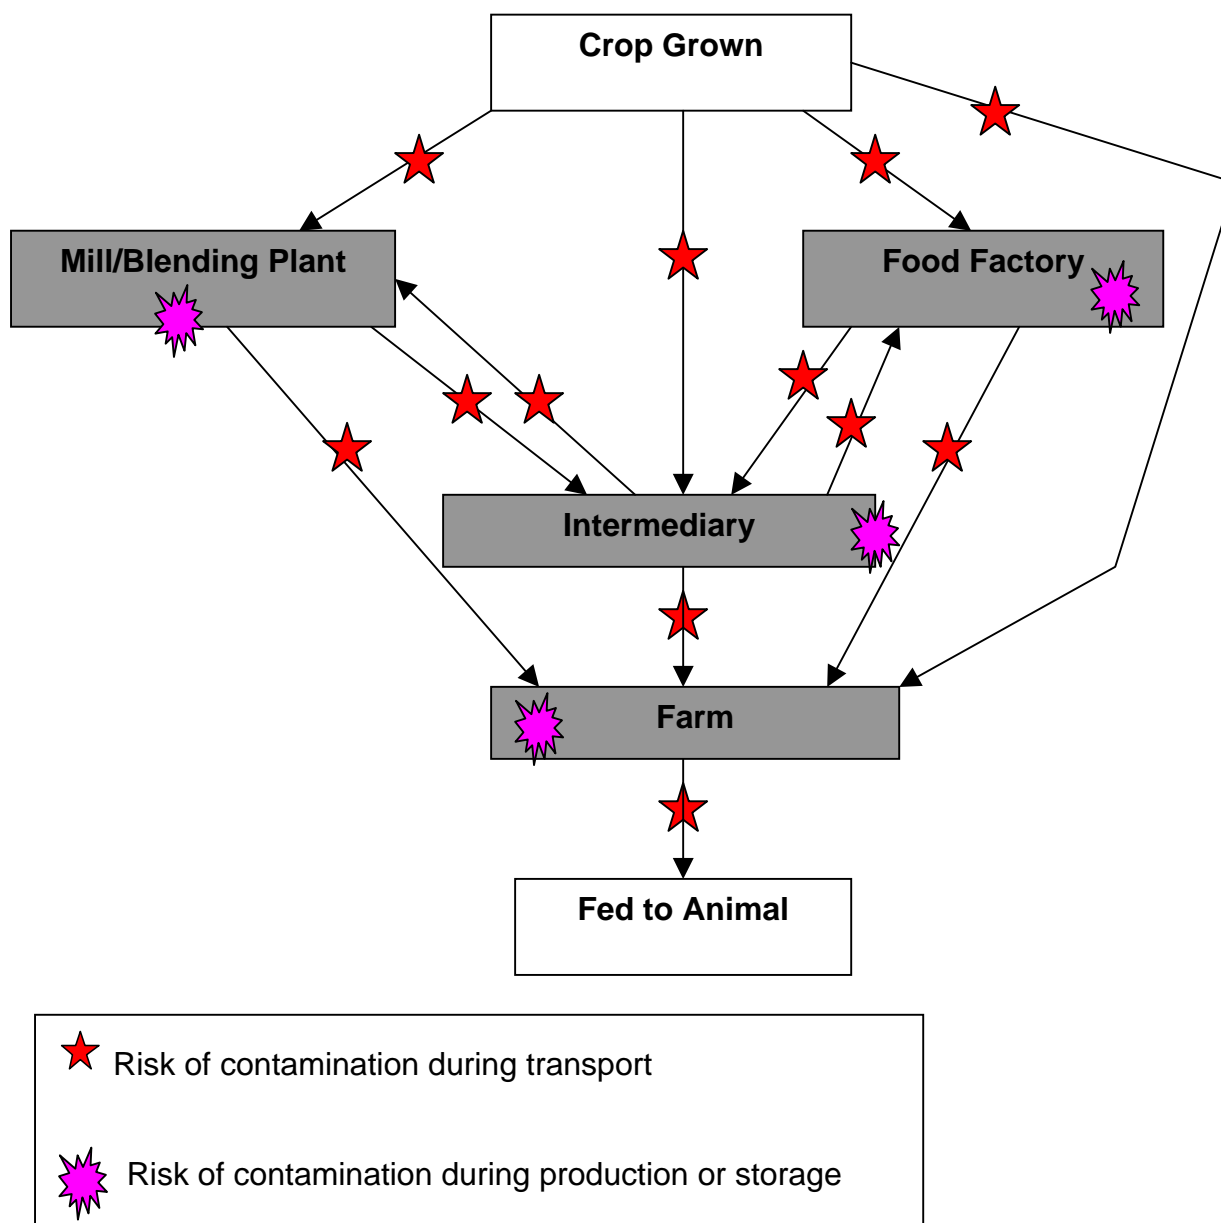 Crop Grown
Mill/Blending Plant
Food Factory
Intermediary
Farm
Fed to Animal
Risk of contamination during transport
Risk of contamination during production or storage